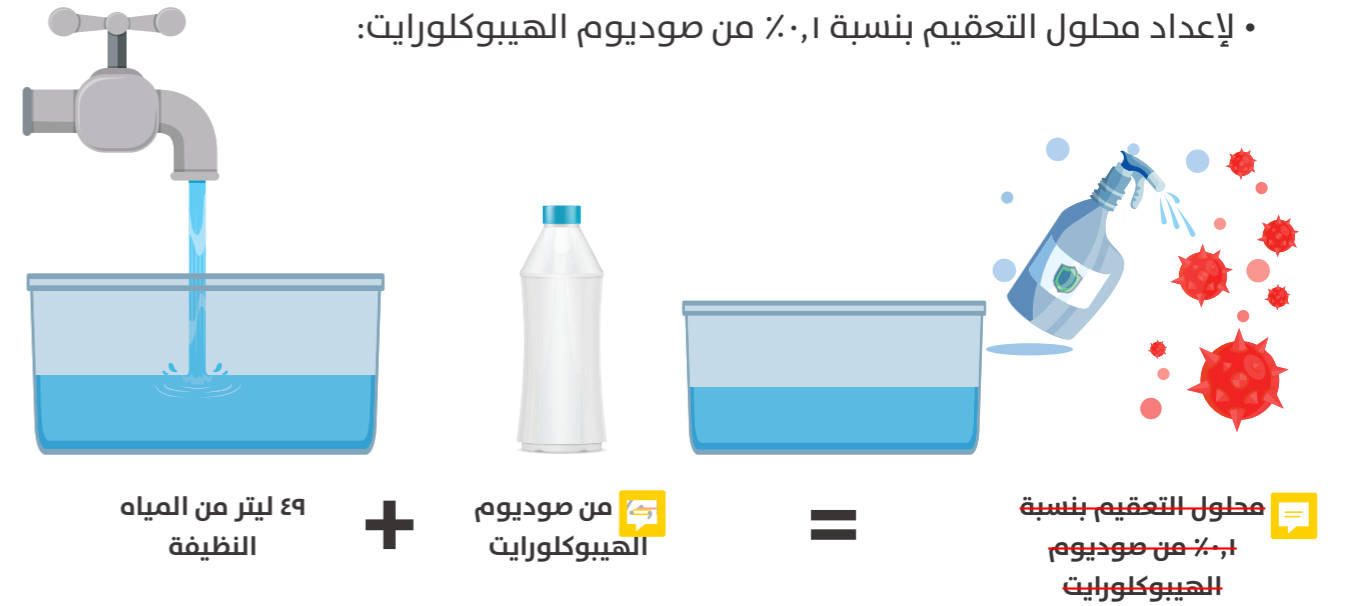 • لإعداد محلول التعقيم بنسبة ٠,١٪ من صوديوم الهيبوكلورايت:
٤٩ ليتر من المياه
النظيفة
+
من صوديوم
الهيبوكلورايت
=
محلول التعقيم بنسبة
٠,١٪ من صوديوم
الهيبوكلورايت